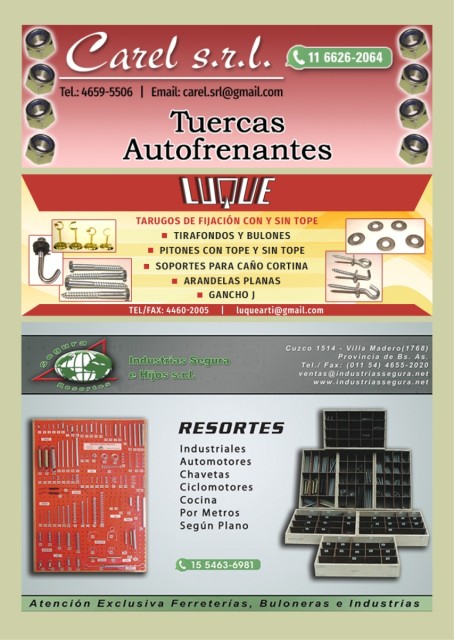 Carel s.r.l.
11 6626-2064
Tel.: 4659-5506 | Email: carel.srl@gmail.com
Tuercas
Autofrenantes
LUQUE
TARUGOS DE FIJACIÓN CON Y SIN TOPE
TIRAFONDOS Y BULONES
PITONES CON TOPE Y SIN TOPE
SOPORTES PARA CAÑO CORTINA
ARANDELAS PLANAS
GANCHO J
TEL/FAX: 4460-2005 | luquearti@gmail.com
Segura
Resortes
Industrias Segura
e Hijos s.r.l.
Cuzco 1514 - Villa Madero(1768)
Provincia de Bs. As.
Tel./ Fax: (011 54) 4655-2020
ventas@industriassegura.net
www.industriassegura.net
RESORTES
Industriales
Automotores
Chavetas
Ciclomotores
Cocina
Por Metros
Según Plano
15 5463-6981
Atención Exclusiva Ferreterías, Buloneras e Industrias